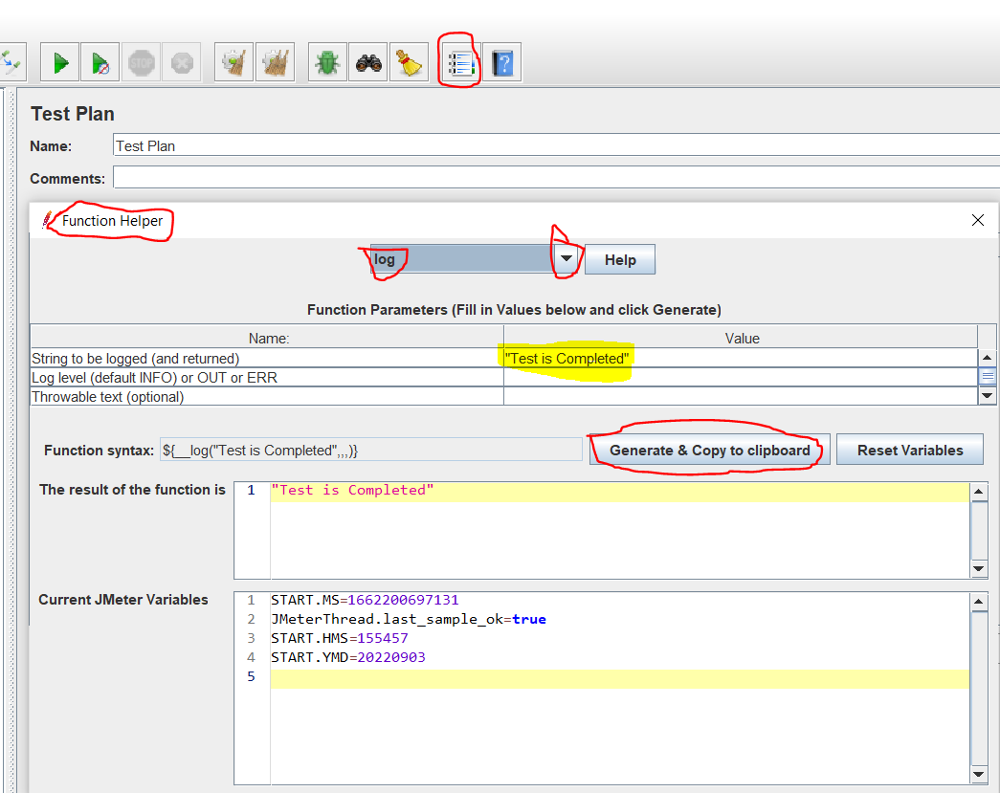 STOP
?
Test Plan
Name: Test Plan
Comments:
Function Helper
log Help
Function Parameters (Fill in Values below and click Generate)
Name: Value
String to be logged (and returned) "Test is Completed"
Log level (default INFO) or OUT or ERR
Throwable text (optional)
Function syntax: ${__log("Test is Completed",,,)} Generate & Copy to clipboard Reset Variables
The result of the function is 1 "Test is Completed"
Current JMeter Variables 1 START.MS=1662200697131
2 JMeterThread.last_sample_ok=true
3 START.HMS=155457
4 START.YMD=20220903
5